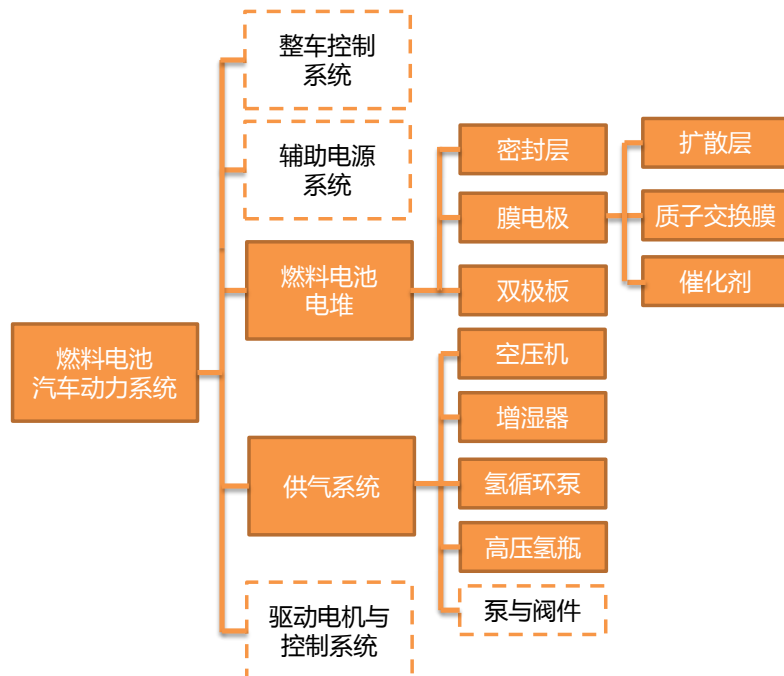 燃料电池
汽车动力系统
整车控制
系统
辅助电源
系统
燃料电池
电堆
供气系统
驱动电机与
控制系统
密封层
膜电极
双极板
空压机
增湿器
氢循环泵
高压氢瓶
泵与阀件
扩散层
质子交换膜
催化剂